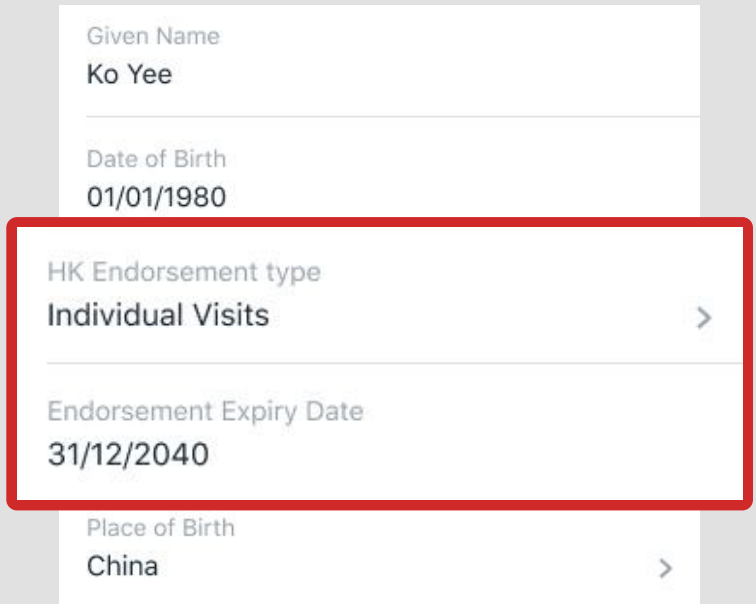 Given Name
Ko Yee
Date of Birth
01/01/1980
HK Endorsement type
Individual Visits
Endorsement Expiry Date
31/12/2040
Place of Birth
China